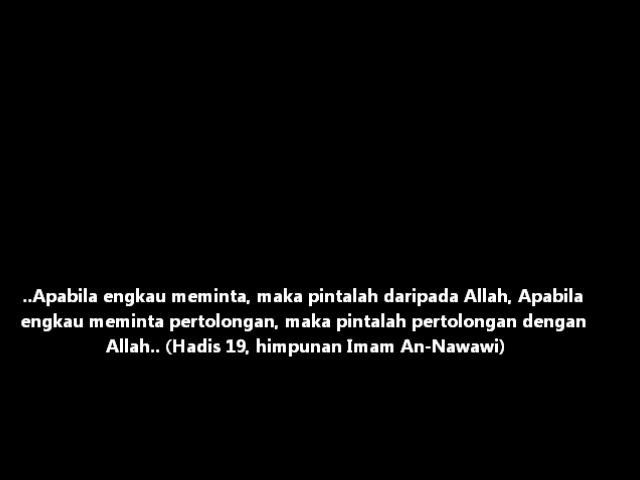 ..Apabila engkau meminta, maka pintalah daripada Allah, Apabila
engkau meminta pertolongan, maka pintalah pertolongan dengan
Allah.. (Hadis 19, himpunan Imam An-Nawawi)